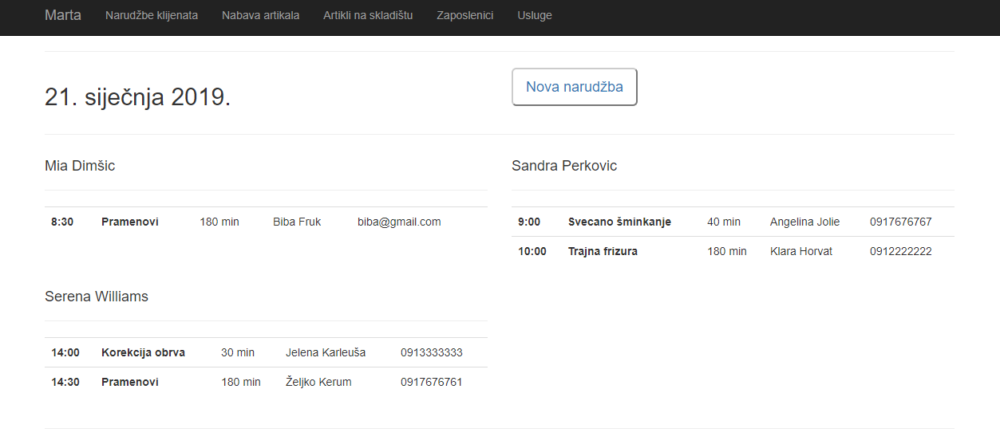 Marta Narudžbe klijenata Nabava artikala Artikli na skladištu Zaposlenici Usluge
21. siječnja 2019.
Nova narudžba
Mia Dimšic
8:30 Pramenovi 180 min Biba Fruk biba@gmail.com
Sandra Perkovic
9:00 Svecano šminkanje 40 min Angelina Jolie 0917676767
10:00 Trajna frizura 180 min Klara Horvat 0912222222
Serena Williams
14:00 Korekcija obrva 30 min Jelena Karleuša 0913333333
14:30 Pramenovi 180 min Željko Kerum 0917676761